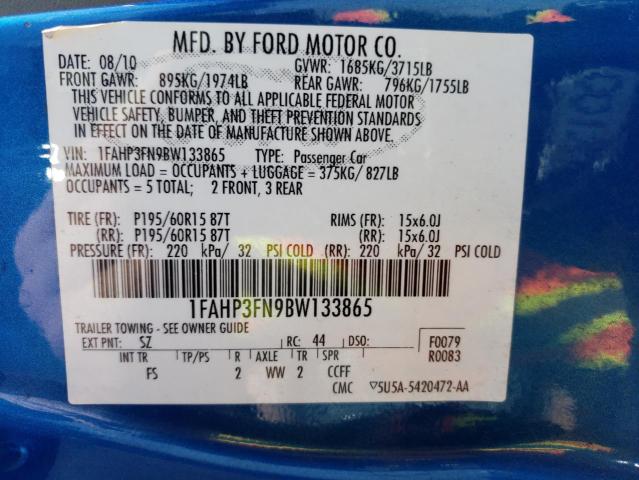 MFD. BY FORD MOTOR CO.
DATE: 08/10 GVWR: 1685KG/3715LB
FRONT GAWR: 895KG/1974LB REAR GAWR: 796KG/1755LB
THIS VEHICLE CONFORMS TO ALL APPLICABLE FEDERAL MOTOR
VEHICLE SAFETY, BUMPER, AND THEFT PREVENTION STANDARDS
IN EFFECT ON THE DATE OF MANUFACTURE SHOWN ABOVE.
VIN: 1FAHP3FN9BW133865 TYPE: Passenger Car
MAXIMUM LOAD = OCCUPANTS + LUGGAGE = 375KG/ 827LB
OCCUPANTS = 5 TOTAL; 2 FRONT, 3 REAR
TIRE (FR): P195/60R15 87T RIMS (FR): 15x6.0J
(RR): P195/60R15 87T (RR): 15x6.0J
PRESSURE (FR): 220 kPa/ 32 PSI COLD (RR): 220 kPa/ 32 PSI COLD
1FAHP3FN9BW133865
TRAILER TOWING - SEE OWNER GUIDE
EXT PNT: SZ RC: 44 DSO: F0079
INT TR TP/PS R AXLE TR SPR R0083
FS 2 WW 2 CCFF
CMC ▽5U5A-5420472-AA